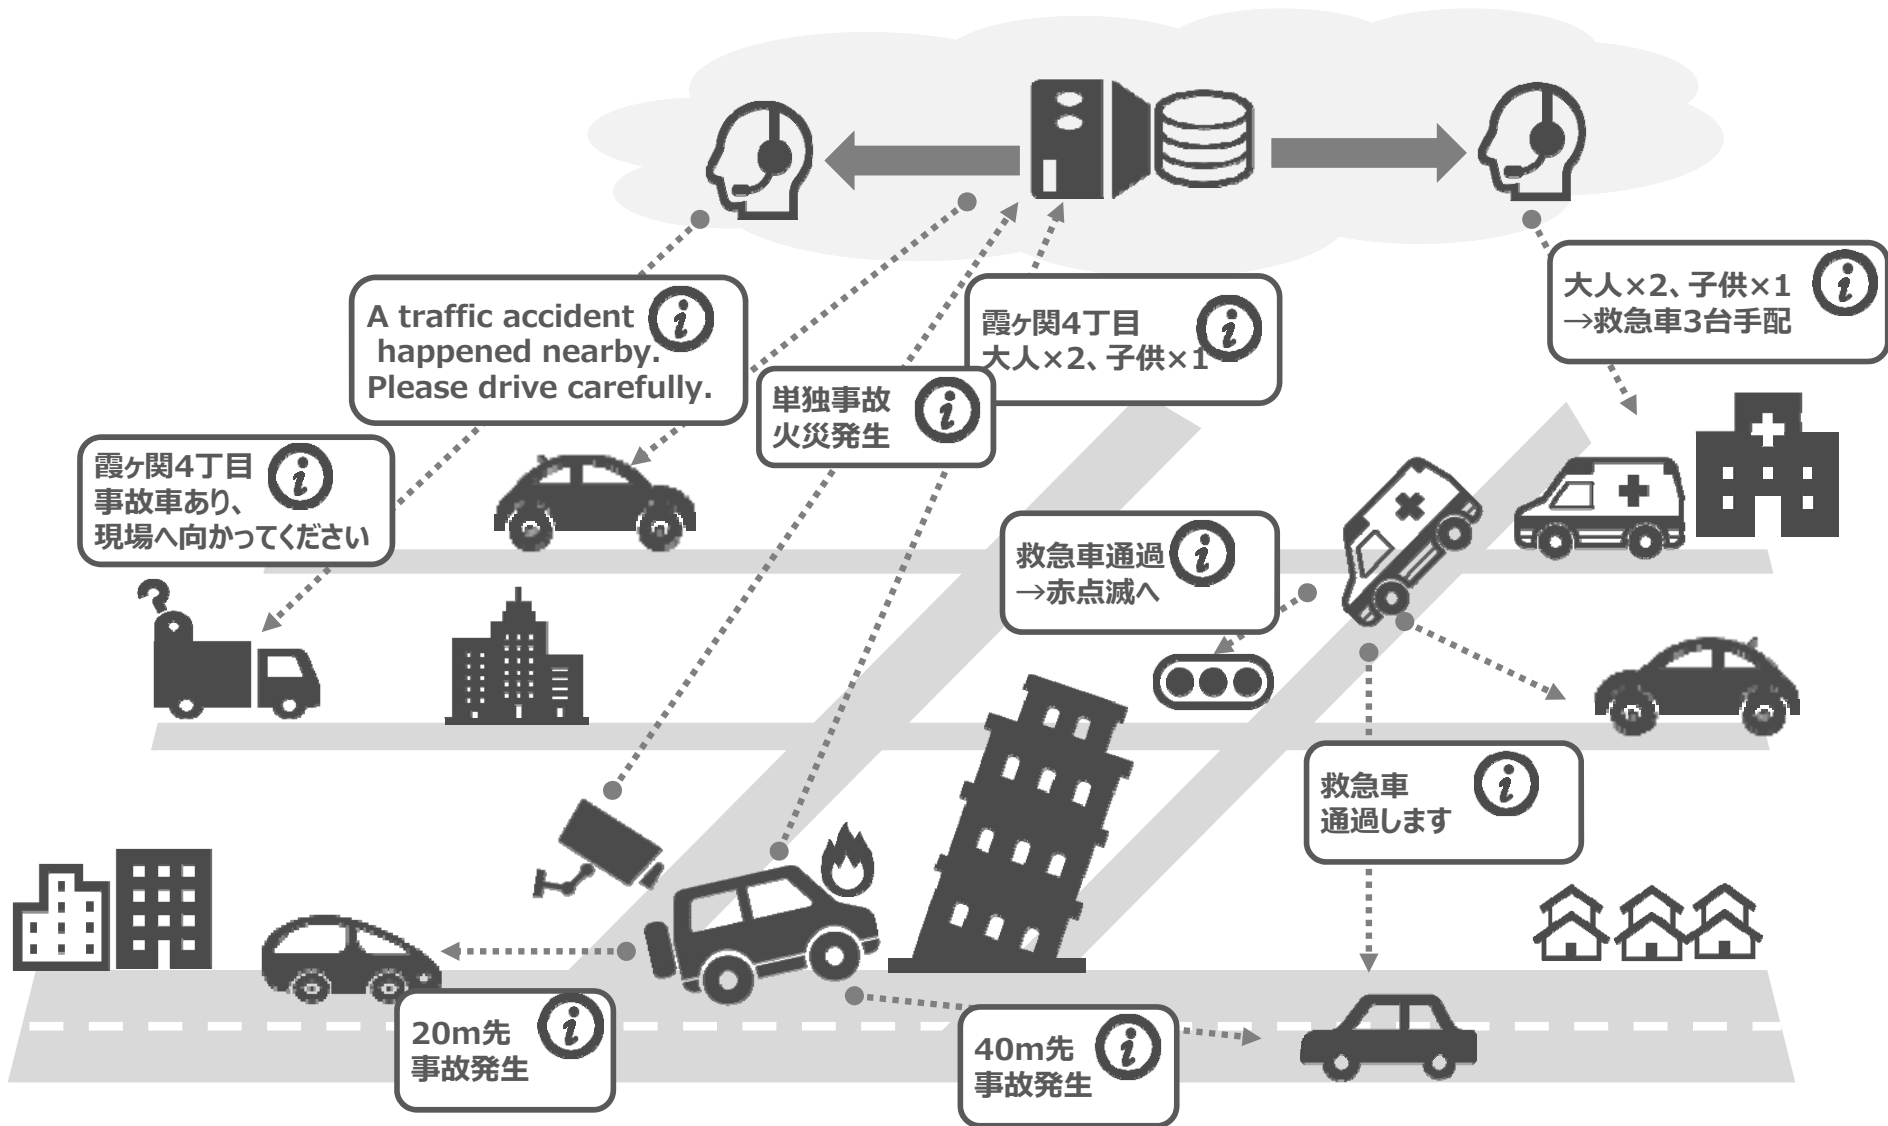 A traffic accident
happened nearby.
Please drive carefully.
霞ヶ関4丁目
大人×2、子供×1
大人×2、子供×1
→救急車3台手配
単独事故
火災発生
霞ヶ関4丁目
事故車あり、
現場へ向かってください
救急車通過
→赤点滅へ
救急車
通過します
20m先
事故発生
40m先
事故発生